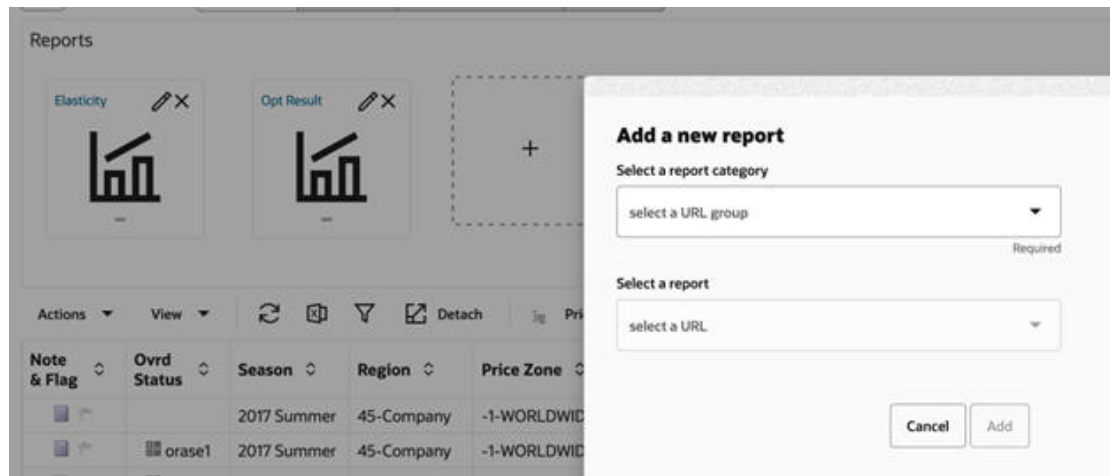 Reports
Elasticity
Opt Result
+
Add a new report
Select a report category
select a URL group
Required
Select a report
select a URL
Cancel
Add
Actions
View
Detach
Note & Flag
Ovrd Status
Season
Region
Price Zone
2017 Summer 45-Company -1-WORLDWID
orase1 2017 Summer 45-Company -1-WORLDWID